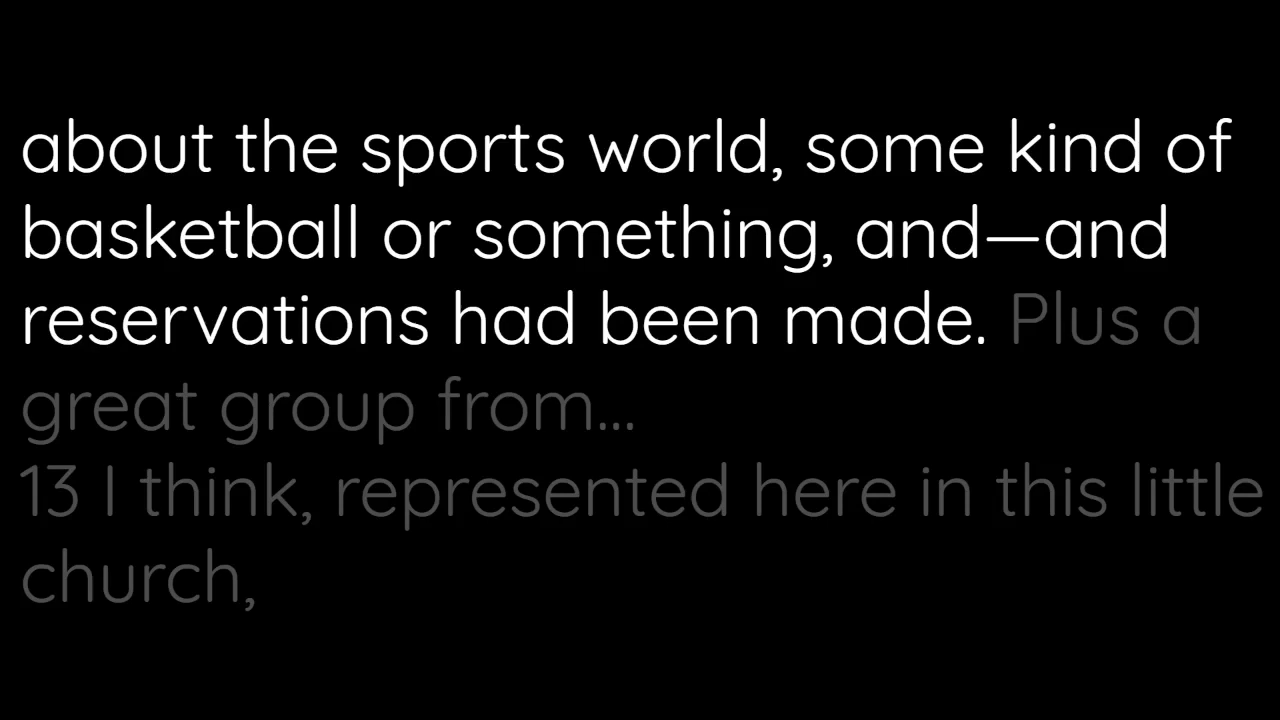 about the sports world, some kind of
basketball or something, and—and
reservations had been made. Plus a
great group from...
13 I think, represented here in this little
church,